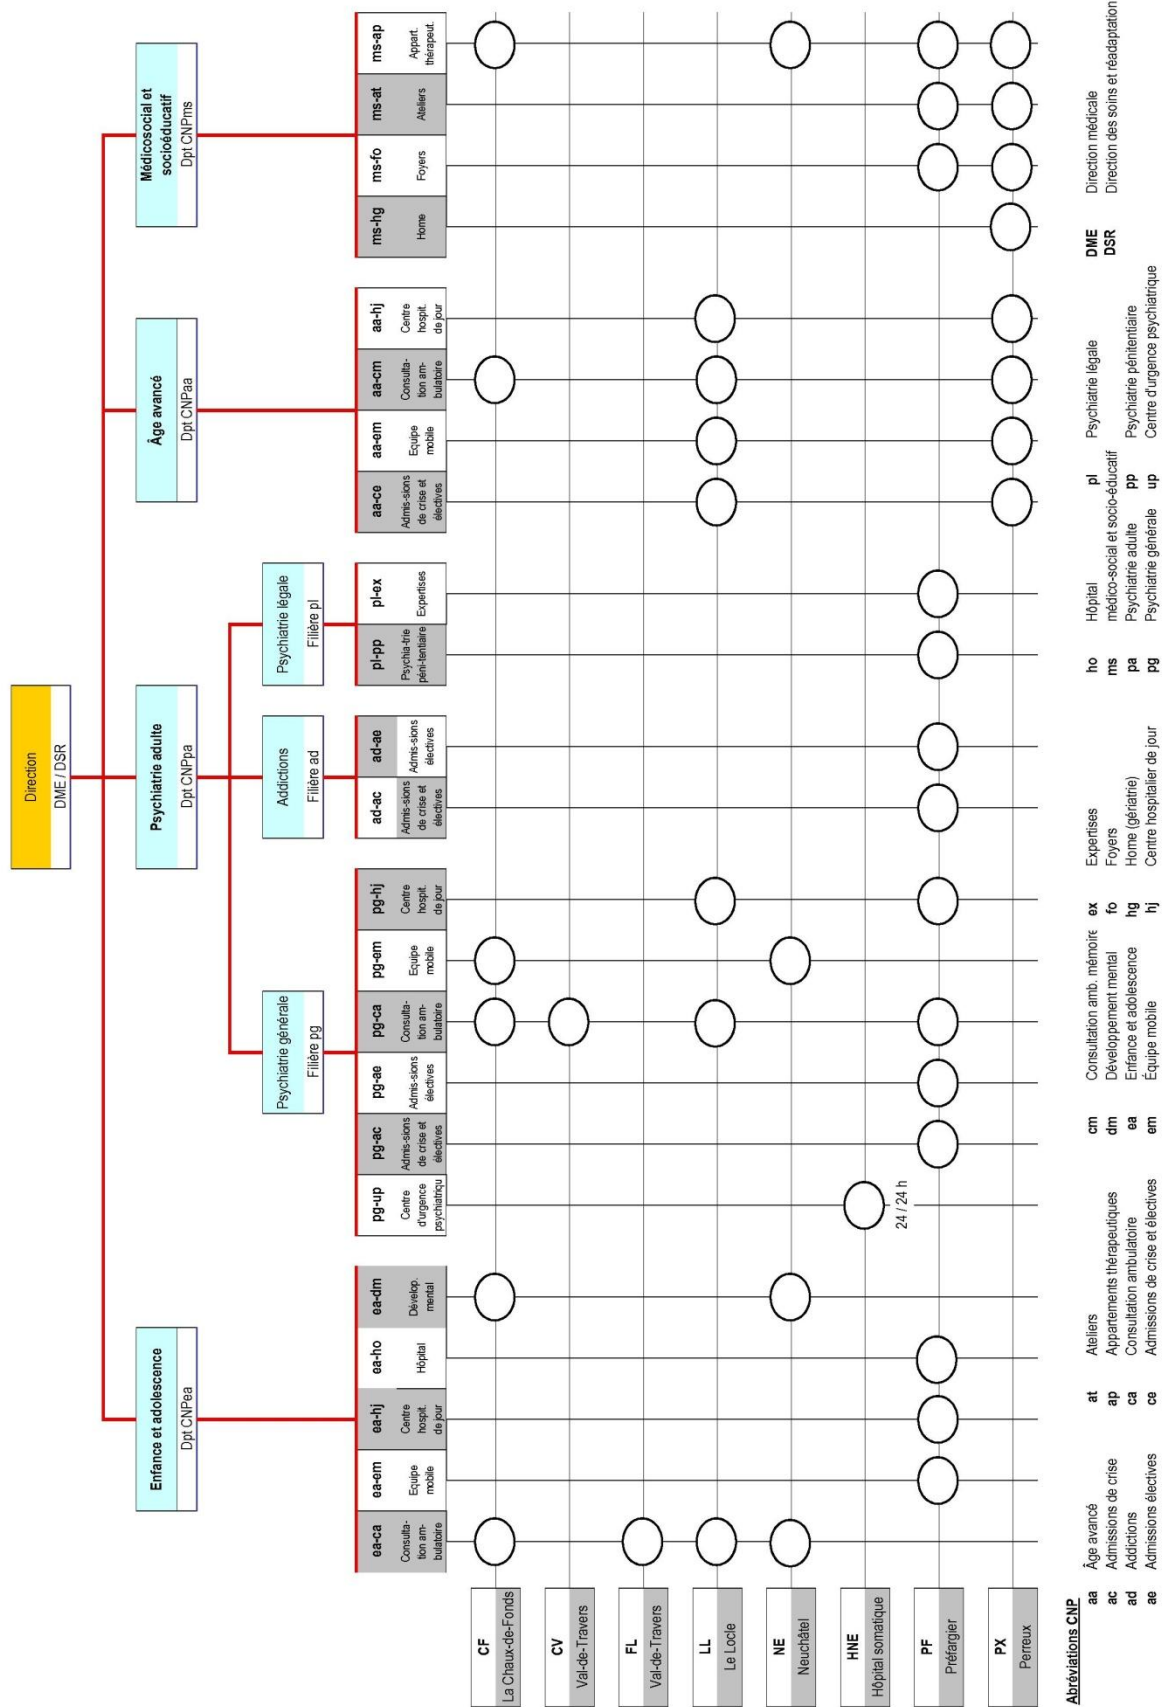 Direction
DME / DSR
Enfance et adolescence
Dpt CNPea
Psychiatrie adulte
Dpt CNPpa
Âge avancé
Dpt CNPaa
Médicosocial et
socioéducatif
Dpt CNPms
Psychiatrie générale
Filière pg
Addictions
Filière ad
Psychiatrie légale
Filière pl
ea-ca
Consulta-
tion am-
bulatoire
ea-em
Equipe
mobile
ea-hj
Centre
hospit.
de jour
ea-ho
Hôpital
ea-dm
Dévelop.
mental
pg-up
Centre
d'urgence
psychiatriqu
pg-ac
Admis-sions
de crise et
électives
pg-ae
Admis-sions
électives
pg-ca
Consulta-
tion am-
bulatoire
pg-em
Equipe
mobile
pg-hj
Centre
hospit.
de jour
ad-ac
Admis-sions
de crise et
électives
ad-ae
Admis-sions
électives
pl-pp
Psychia-trie
péni-tentiaire
pl-ex
Expertises
aa-ce
Admis-sions
de crise et
électives
aa-em
Equipe
mobile
aa-cm
Consulta-
tion am-
bulatoire
aa-hj
Centre
hospit.
de jour
ms-hg
Home
ms-fo
Foyers
ms-at
Ateliers
ms-ap
Appart.
thérapeut.
CF
La Chaux-de-Fonds
CV
Val-de-Travers
FL
Val-de-Travers
LL
Le Locle
NE
Neuchâtel
HNE
Hôpital somatique
24 / 24 h
PF
Préfargier
PX
Perreux
Abréviations CNP
aa Âge avancé
ac Admissions de crise
ad Addictions
ae Admissions électives
at Ateliers
ap Appartements thérapeutiques
ca Consultation ambulatoire
ce Admissions de crise et électives
cm Consultation amb. mémoire
dm Développement mental
ea Enfance et adolescence
em Équipe mobile
ex Expertises
fo Foyers
hg Home (gériatrie)
hj Centre hospitalier de jour
ho Hôpital
ms médico-social et socio-éducatif
pa Psychiatrie adulte
pg Psychiatrie générale
pl Psychiatrie légale
pp Psychiatrie pénitentiaire
up Centre d'urgence psychiatrique
DME Direction médicale
DSR Direction des soins et réadaptation